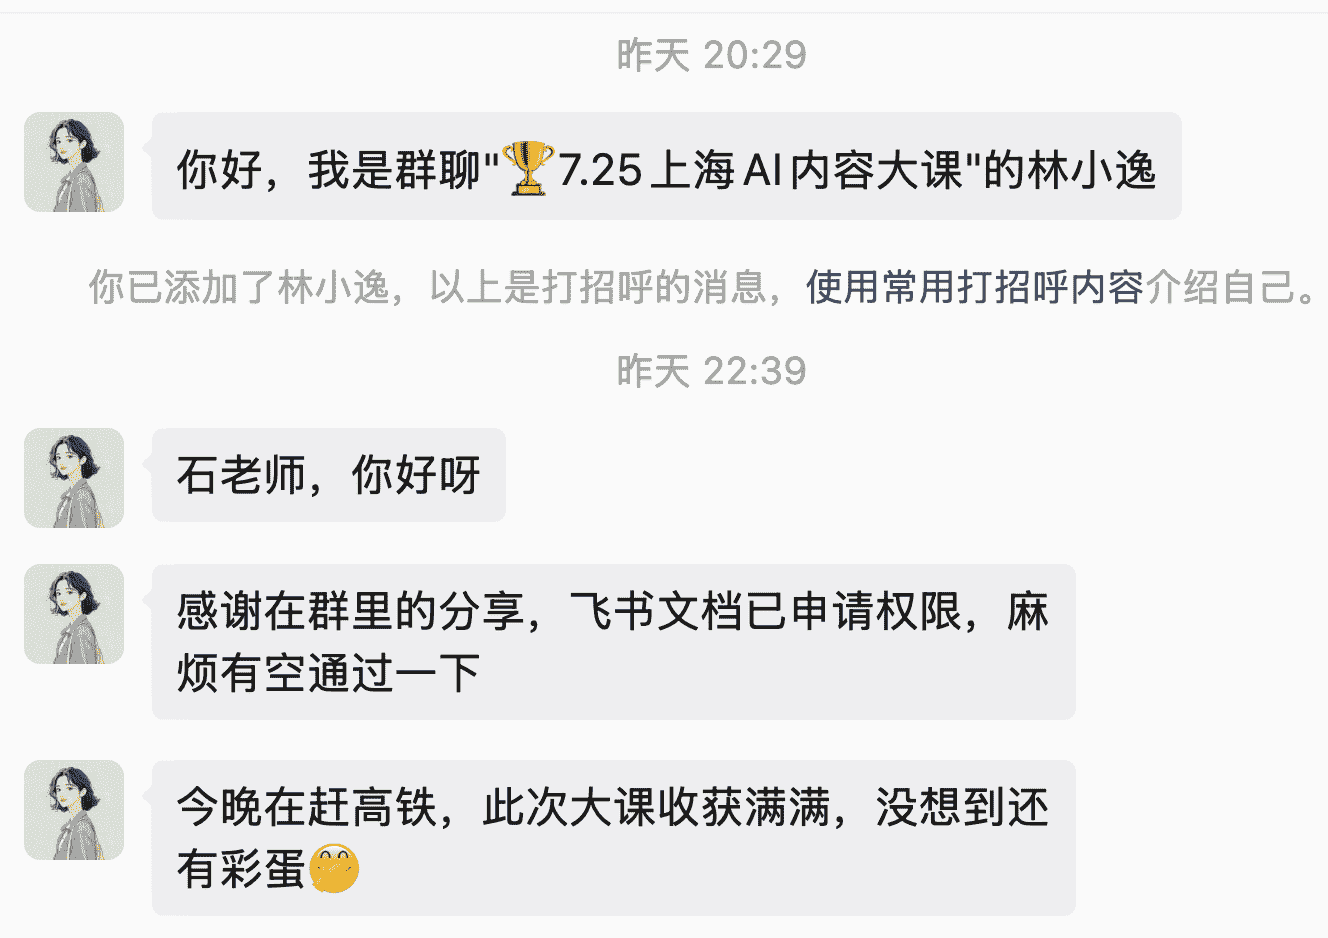 昨天 20:29
你好，我是群聊"🏆7.25上海AI内容大课"的林小逸
你已添加了林小逸，以上是打招呼的消息，使用常用打招呼内容介绍自己。
昨天 22:39
石老师，你好呀
感谢在群里的分享，飞书文档已申请权限，麻
烦有空通过一下
今晚在赶高铁，此次大课收获满满，没想到还
有彩蛋🤭